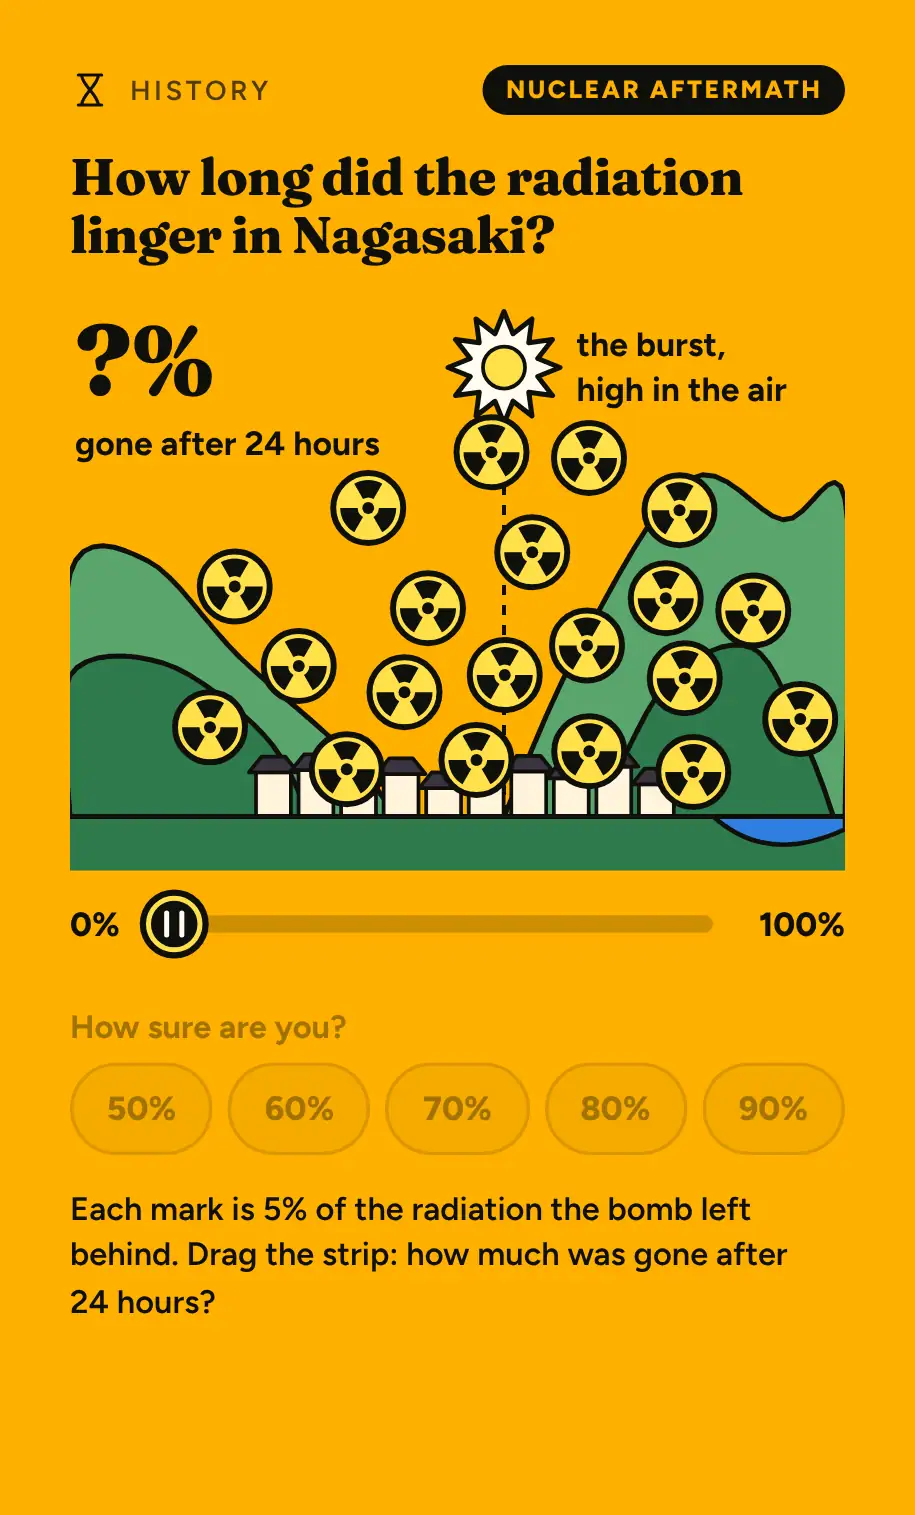 HISTORY
NUCLEAR AFTERMATH
How long did the radiation
linger in Nagasaki?
?%
gone after 24 hours
the burst,
high in the air
0%
100%
How sure are you?
50%
60%
70%
80%
90%
Each mark is 5% of the radiation the bomb left
behind. Drag the strip: how much was gone after
24 hours?